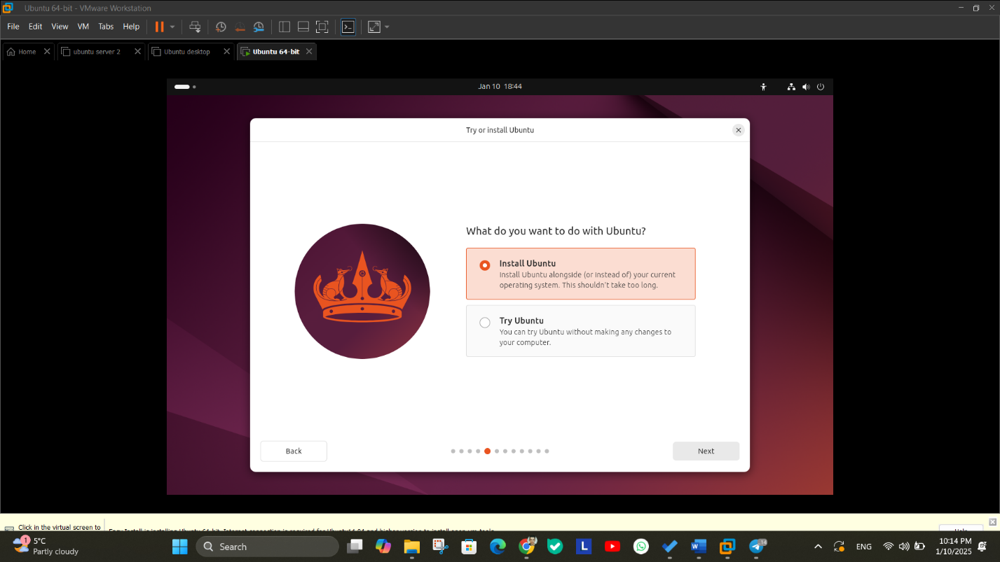 Ubuntu 64-bit - VMware Workstation
File Edit View VM Tabs Help
Home ubuntu server 2 Ubuntu desktop Ubuntu 64-bit
Jan 10 18:44
Try or install Ubuntu
What do you want to do with Ubuntu?
Install Ubuntu
Install Ubuntu alongside (or instead of) your current
operating system. This shouldn't take too long.
Try Ubuntu
You can try Ubuntu without making any changes to
your computer.
Back
Next
Click in the virtual screen to
1
5°C
Partly cloudy
Search
L
14
ENG
10:14 PM
1/10/2025